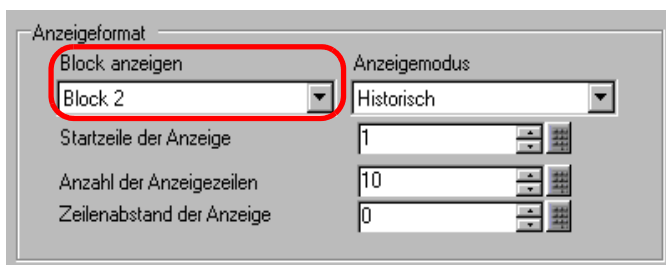 Anzeigeformat
Block anzeigen Anzeigemodus
Block 2 Historisch
Startzeile der Anzeige 1
Anzahl der Anzeigezeilen 10
Zeilenabstand der Anzeige 0